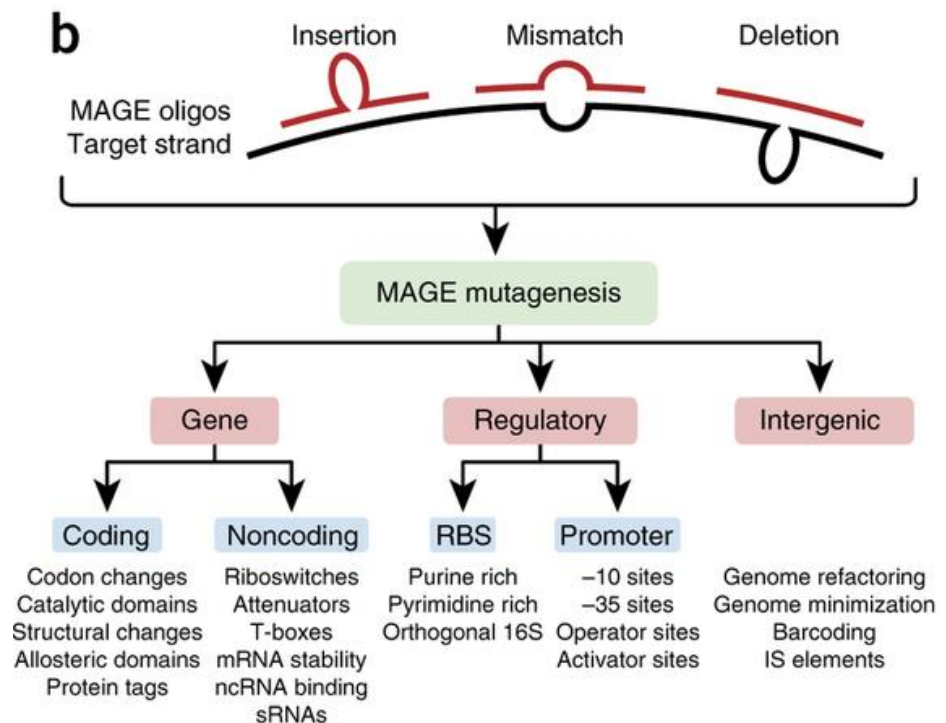 b
Insertion
Mismatch
Deletion
MAGE oligos
Target strand
MAGE mutagenesis
Gene
Regulatory
Intergenic
Coding
Noncoding
RBS
Promoter
Codon changes
Catalytic domains
Structural changes
Allosteric domains
Protein tags
Riboswitches
Attenuators
T-boxes
mRNA stability
ncRNA binding
sRNAs
Purine rich
Pyrimidine rich
Orthogonal 16S
–10 sites
–35 sites
Operator sites
Activator sites
Genome refactoring
Genome minimization
Barcoding
IS elements